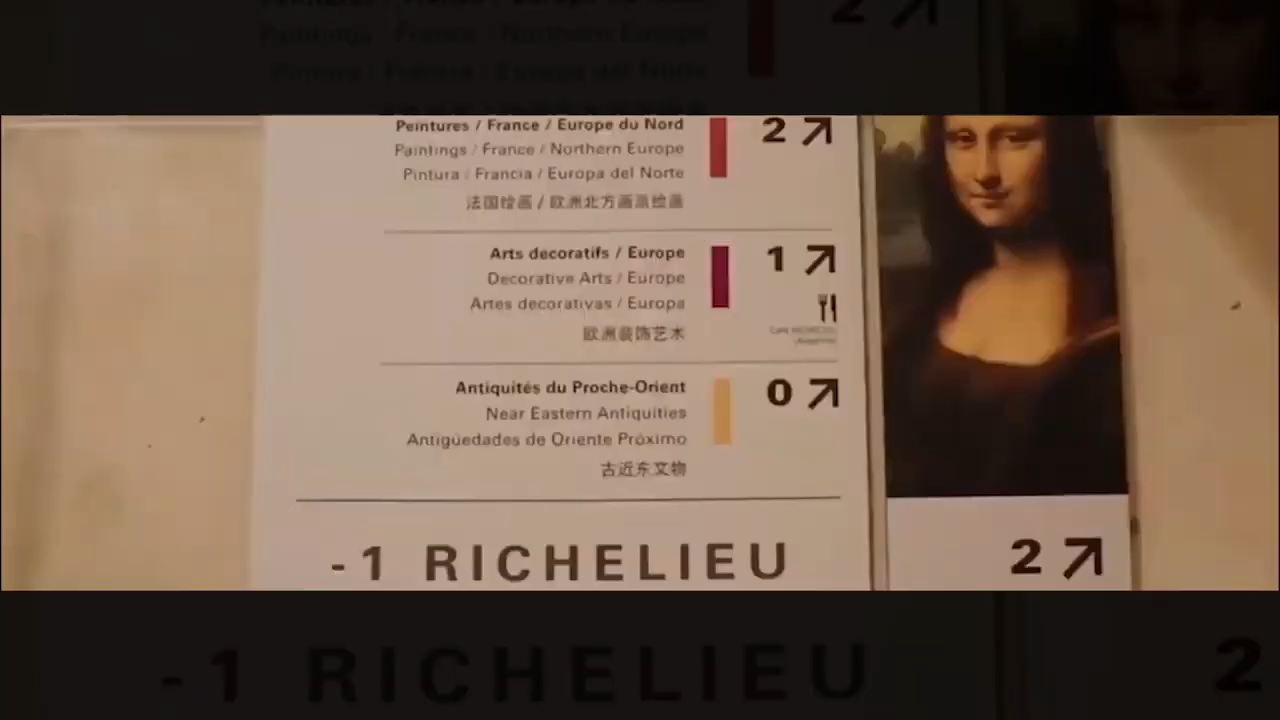 Peintures / France / Europe du Nord
2
Paintings / France / Northern Europe
Pintura / Francia / Europa del Norte
法国绘画 / 欧洲北方画派绘画
Arts decoratifs / Europe
1
Decorative Arts / Europe
Artes decorativas / Europa
欧洲装饰艺术
Antiquités du Proche-Orient
0
Near Eastern Antiquities
Antigüedades de Oriente Próximo
古近东文物
-1 RICHELIEU
2